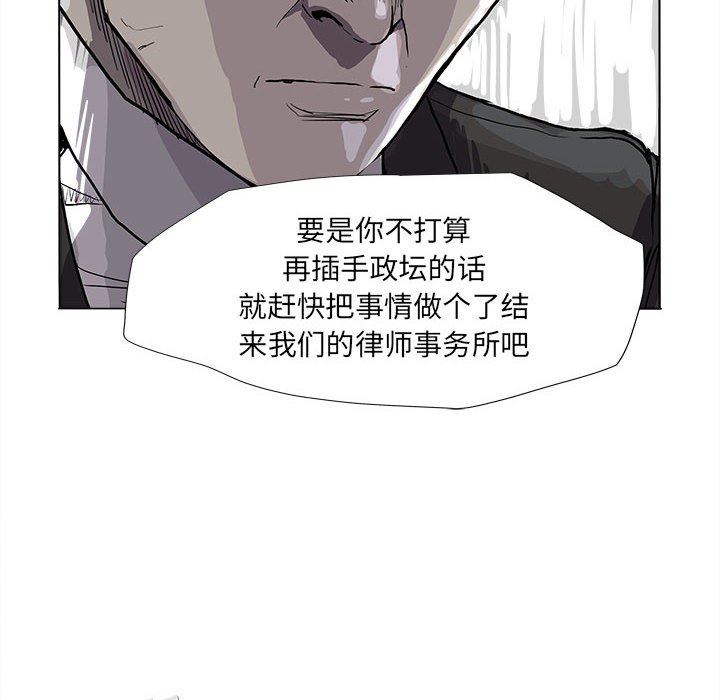 要是你不打算
再插手政坛的话
就赶快把事情做个了结
来我们的律师事务所吧